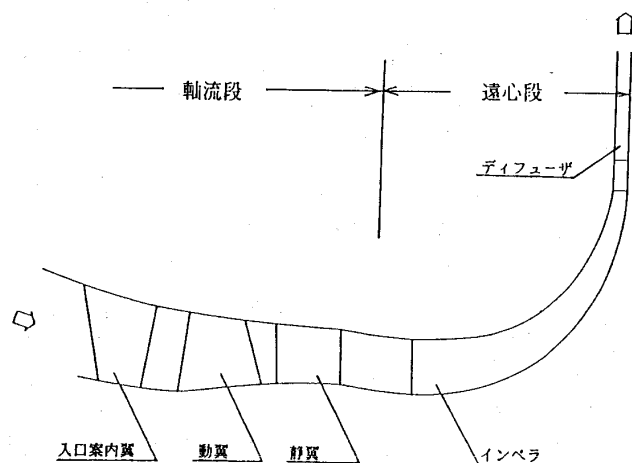 軸流段
遠心段
ディフューザ
入口案内翼
動翼
静翼
インペラ